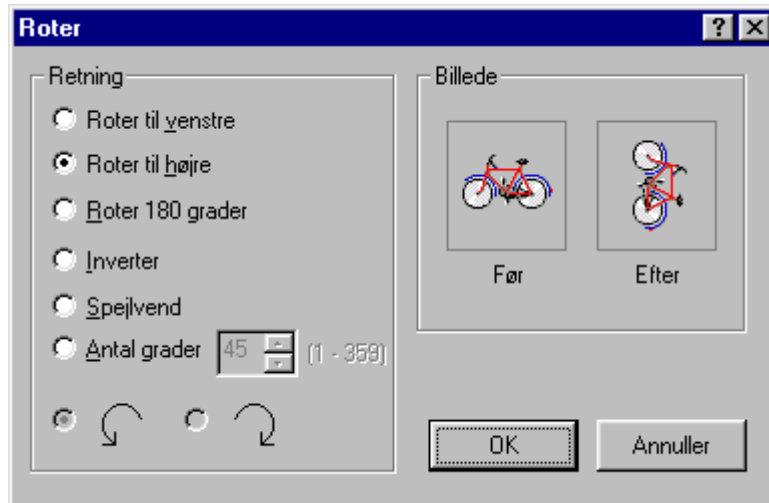 Roter
Retning
Roter til venstre
Roter til højre
Roter 180 grader
Inverter
Spejlvend
Antal grader 45 (1 - 359)
Billede
Før Efter
OK Annuller